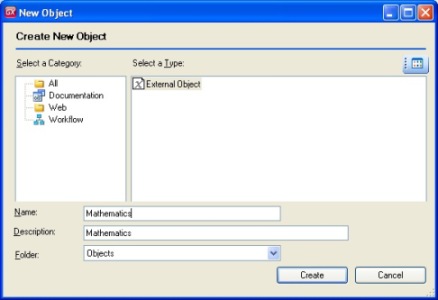 GX New Object
Create New Object
Select a Category:
Select a Type:
All
Documentation
Web
Workflow
External Object
Name:
Mathematics
Description:
Mathematics
Folder:
Objects
Create
Cancel